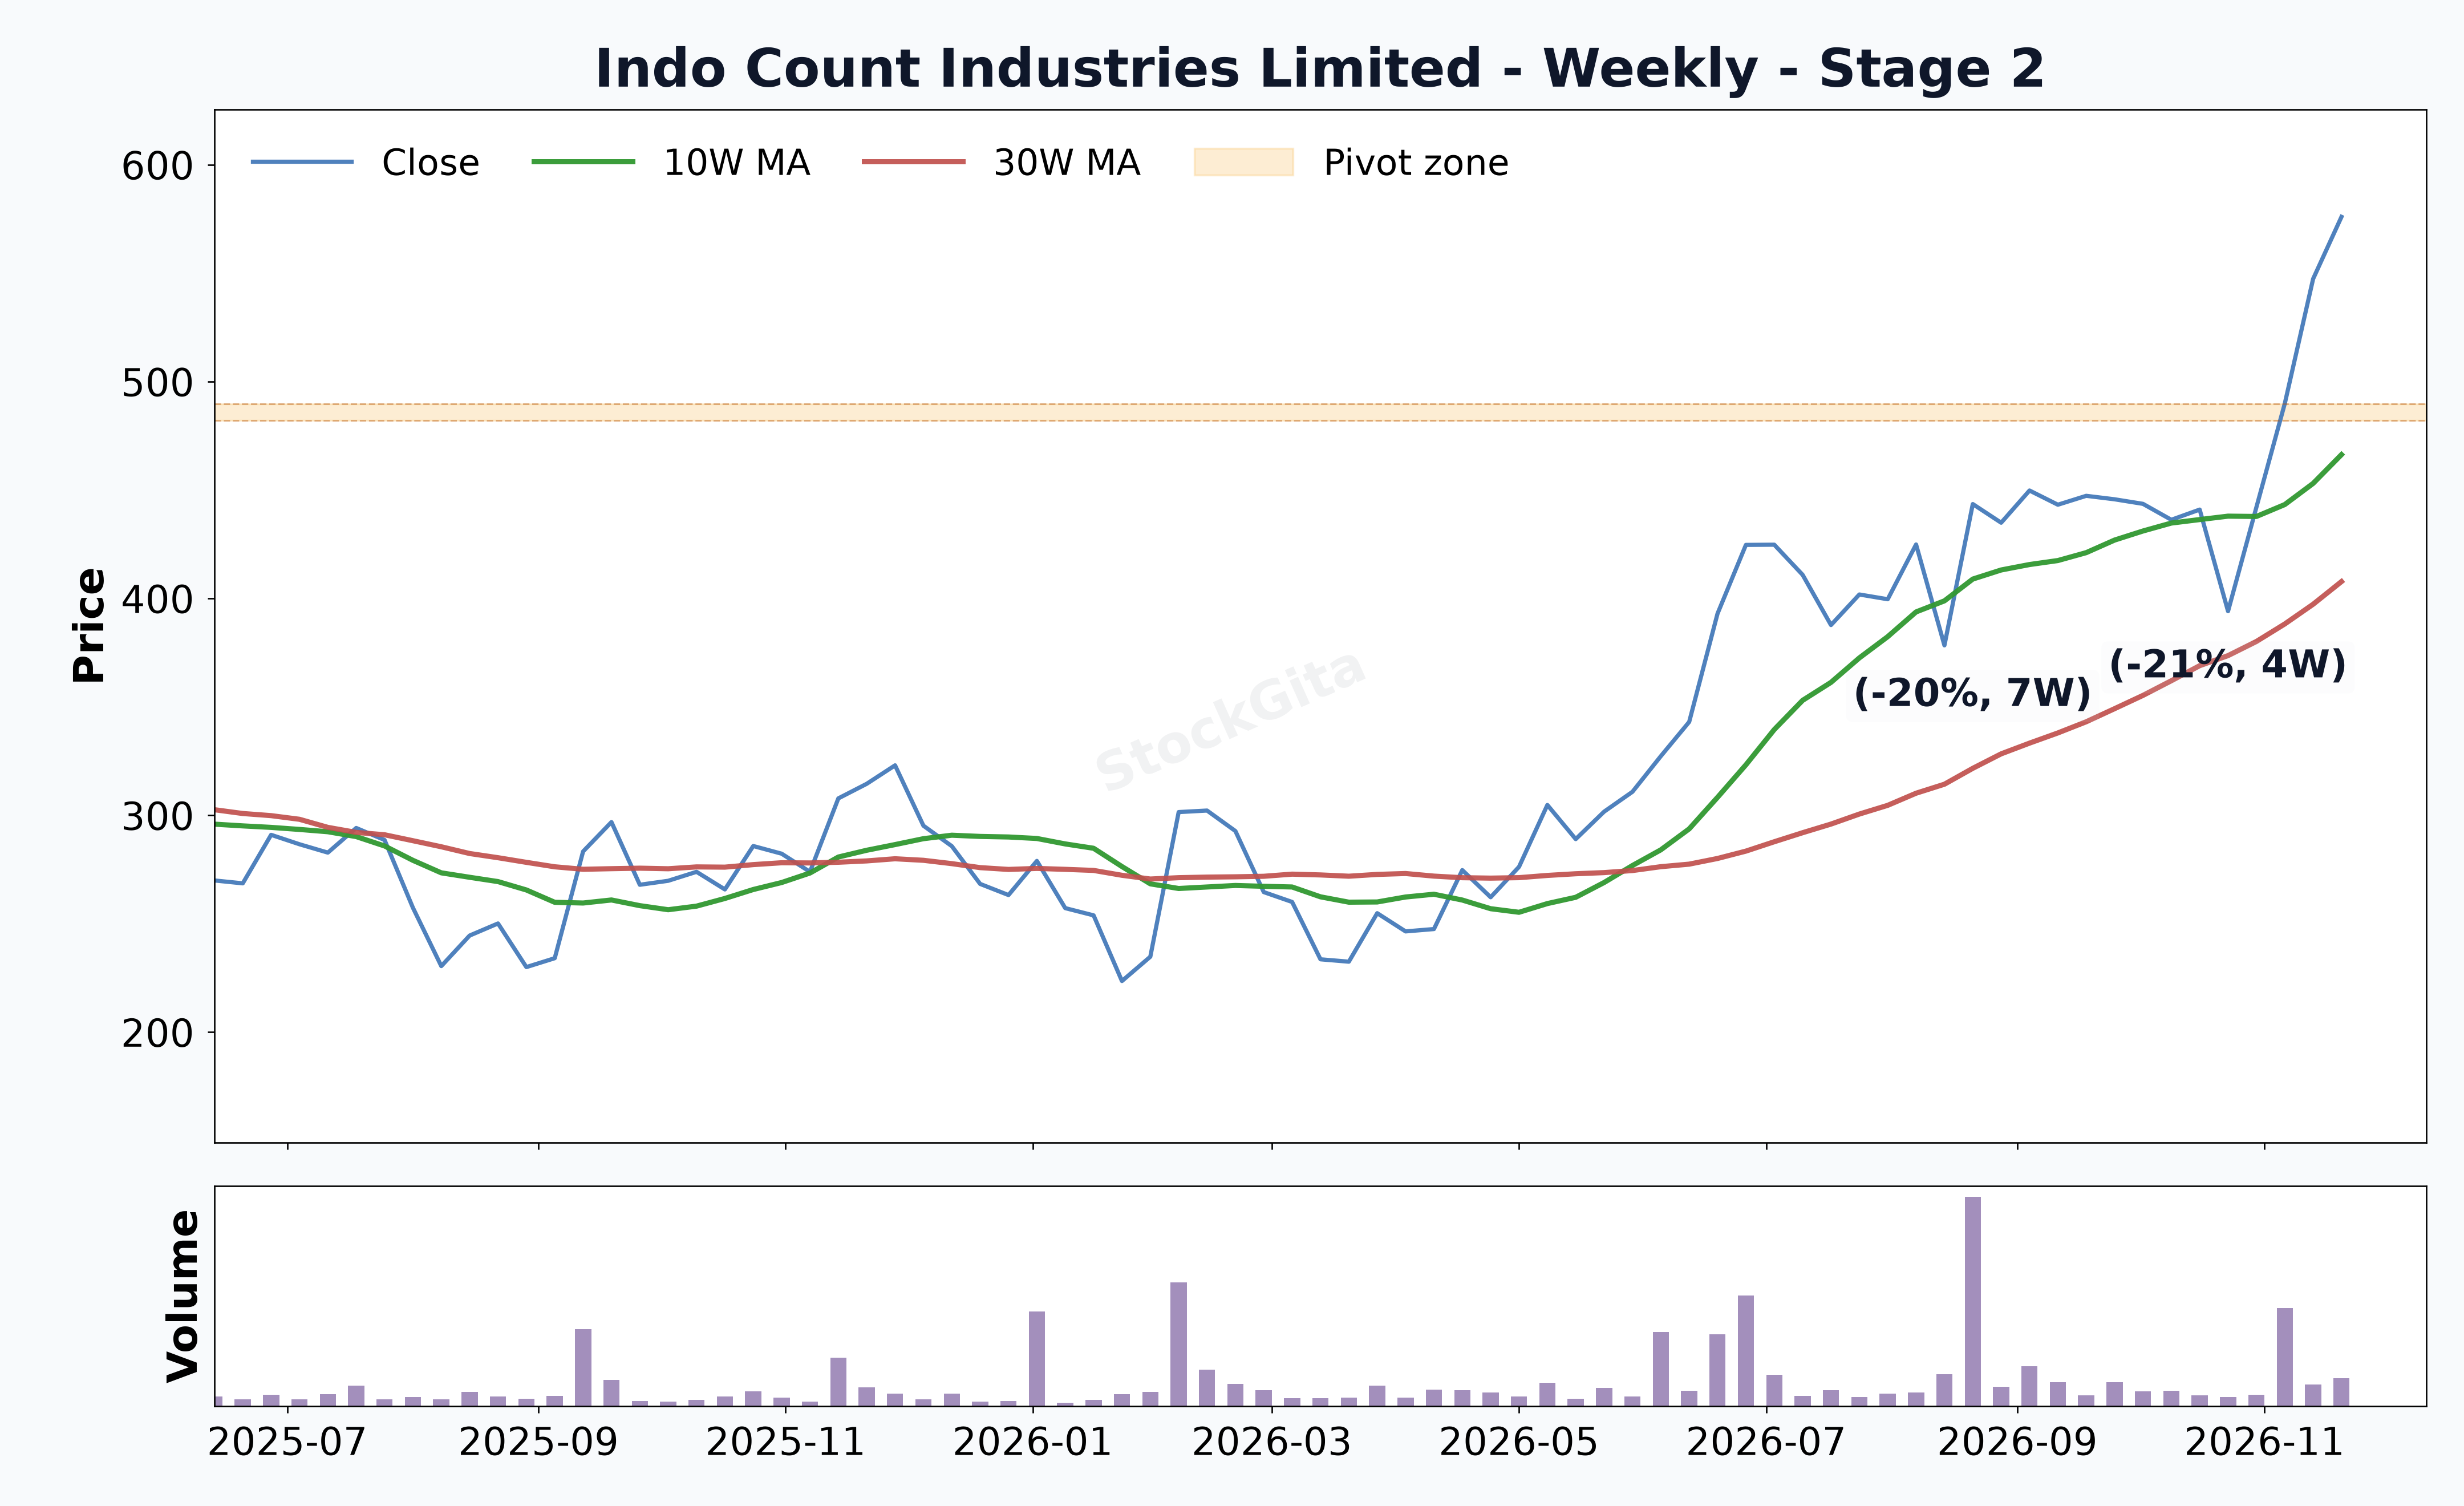 Indo Count Industries Limited - Weekly - Stage 2
Close
10W MA
30W MA
Pivot zone
600
500
400
300
200
Price
(-20%, 7W)
(-21%, 4W)
StockGita
Volume
2025-07
2025-09
2025-11
2026-01
2026-03
2026-05
2026-07
2026-09
2026-11